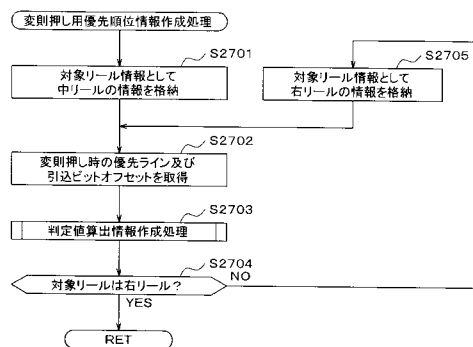 変則押し用優先順位情報作成処理
S2701
対象リール情報として
中リールの情報を格納
S2705
対象リール情報として
右リールの情報を格納
S2702
変則押し時の優先ライン及び
引込ビットオフセットを取得
S2703
判定値算出情報作成処理
S2704
対象リールは右リール?
NO
YES
RET